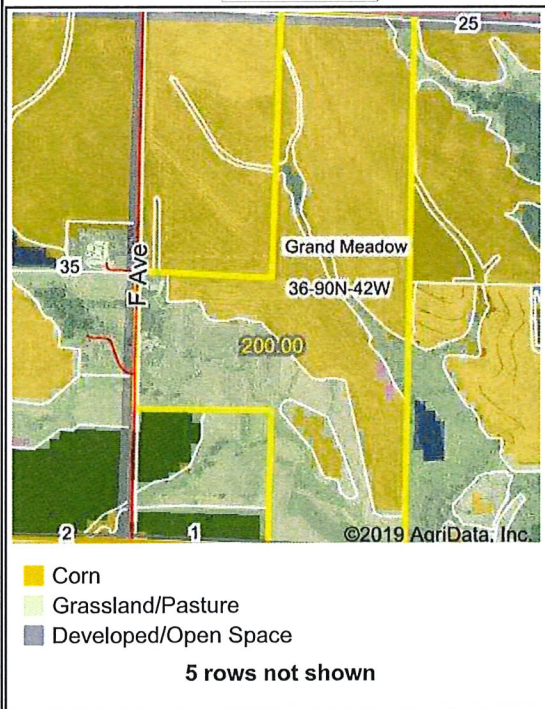 25
Grand Meadow
35
F Ave
36-90N-42W
200.00
2
1
©2019 AgriData, Inc.
Corn
Grassland/Pasture
Developed/Open Space
5 rows not shown